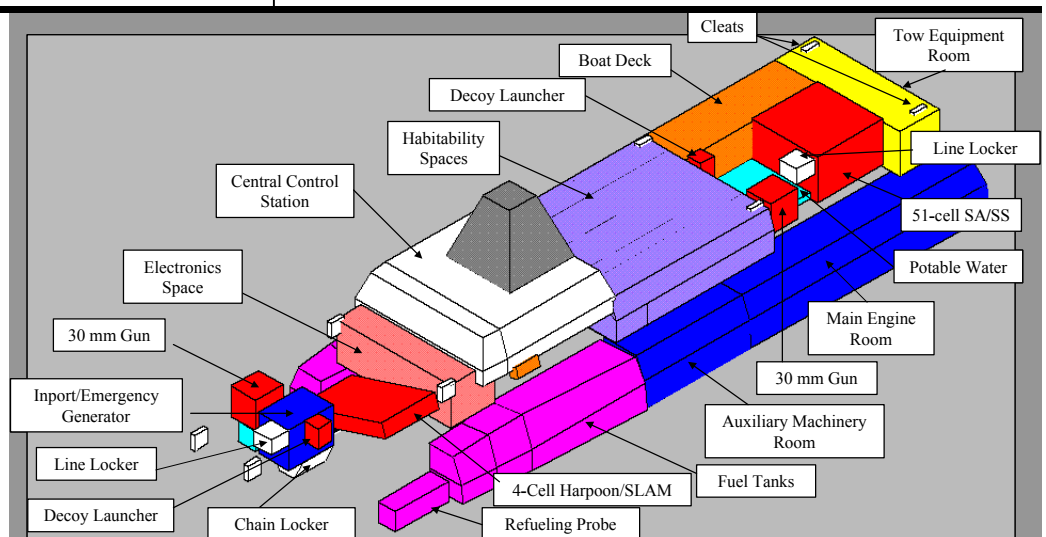 Cleats
Tow Equipment
Room
Boat Deck
Decoy Launcher
Habitability
Spaces
Line Locker
Central Control
Station
51-cell SA/SS
Electronics
Space
Potable Water
30 mm Gun
Main Engine
Room
30 mm Gun
Inport/Emergency
Generator
Auxiliary Machinery
Room
Line Locker
Fuel Tanks
4-Cell Harpoon/SLAM
Decoy Launcher
Chain Locker
Refueling Probe